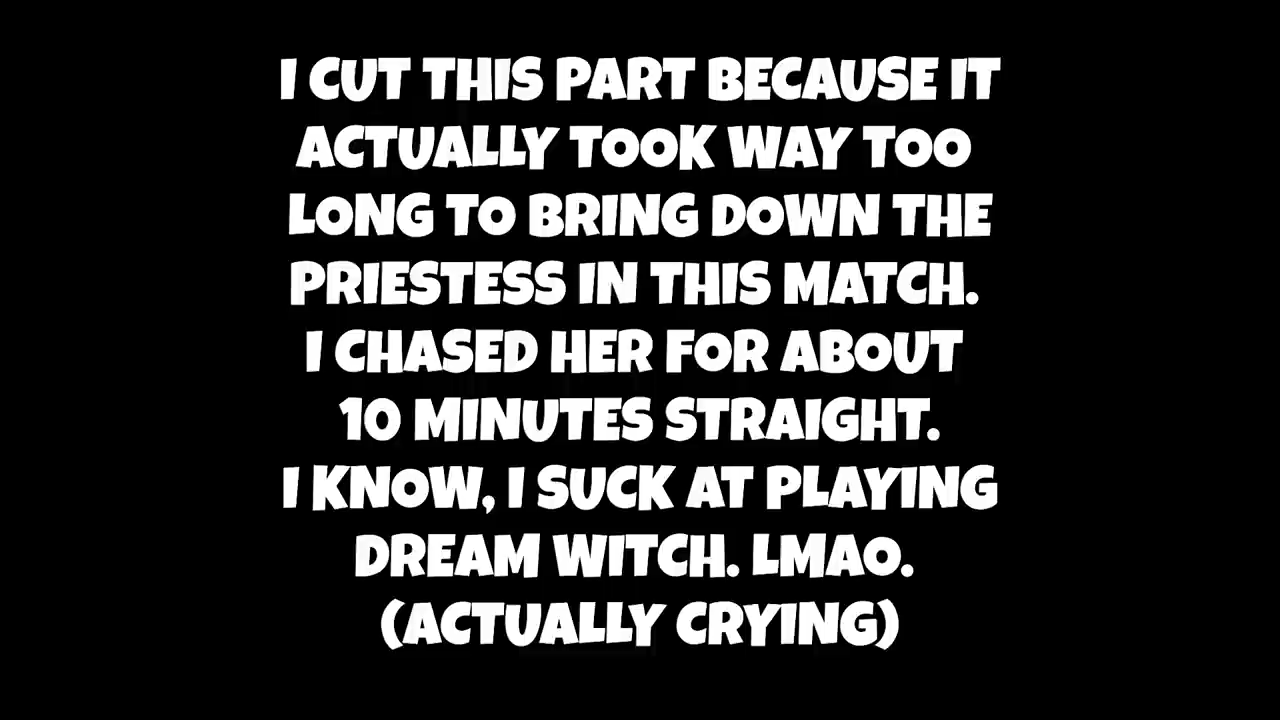 I CUT THIS PART BECAUSE IT
ACTUALLY TOOK WAY TOO
LONG TO BRING DOWN THE
PRIESTESS IN THIS MATCH.
I CHASED HER FOR ABOUT
10 MINUTES STRAIGHT.
I KNOW, I SUCK AT PLAYING
DREAM WITCH. LMAO.
(ACTUALLY CRYING)